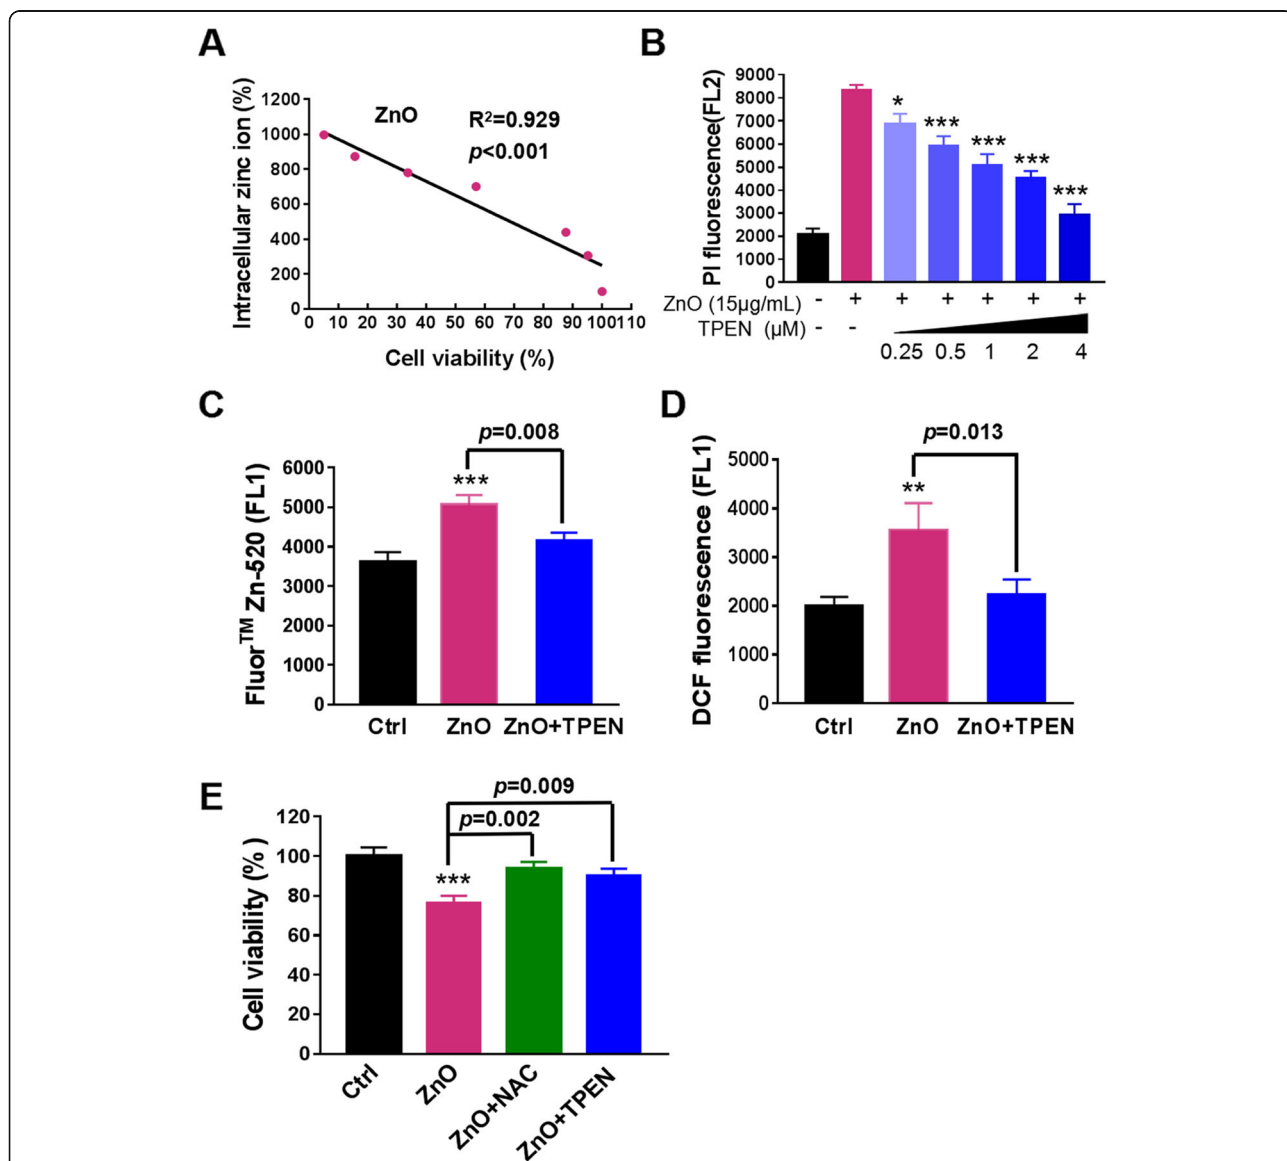 A
Intracellular zinc ion (%)
1200
1000
800
600
400
200
0
ZnO
R²=0.929
p<0.001
0 10 20 30 40 50 60 70 80 90 100110
Cell viability (%)
B
PI fluorescence(FL2)
9000
8000
7000
6000
5000
4000
3000
2000
1000
0
*
***
***
***
***
ZnO (15μg/mL) - + + + + + +
TPEN (μM) - -
0.25 0.5 1 2 4
C
Fluor™ Zn-520 (FL1)
6000
5000
4000
3000
2000
1000
0
p=0.008
***
Ctrl ZnO ZnO+TPEN
D
DCF fluorescence (FL1)
5000
4000
3000
2000
1000
0
p=0.013
**
Ctrl ZnO ZnO+TPEN
E
Cell viability (%)
120
100
80
60
40
20
0
p=0.009
p=0.002
***
Ctrl
ZnO
ZnO+NAC
ZnO+TPEN